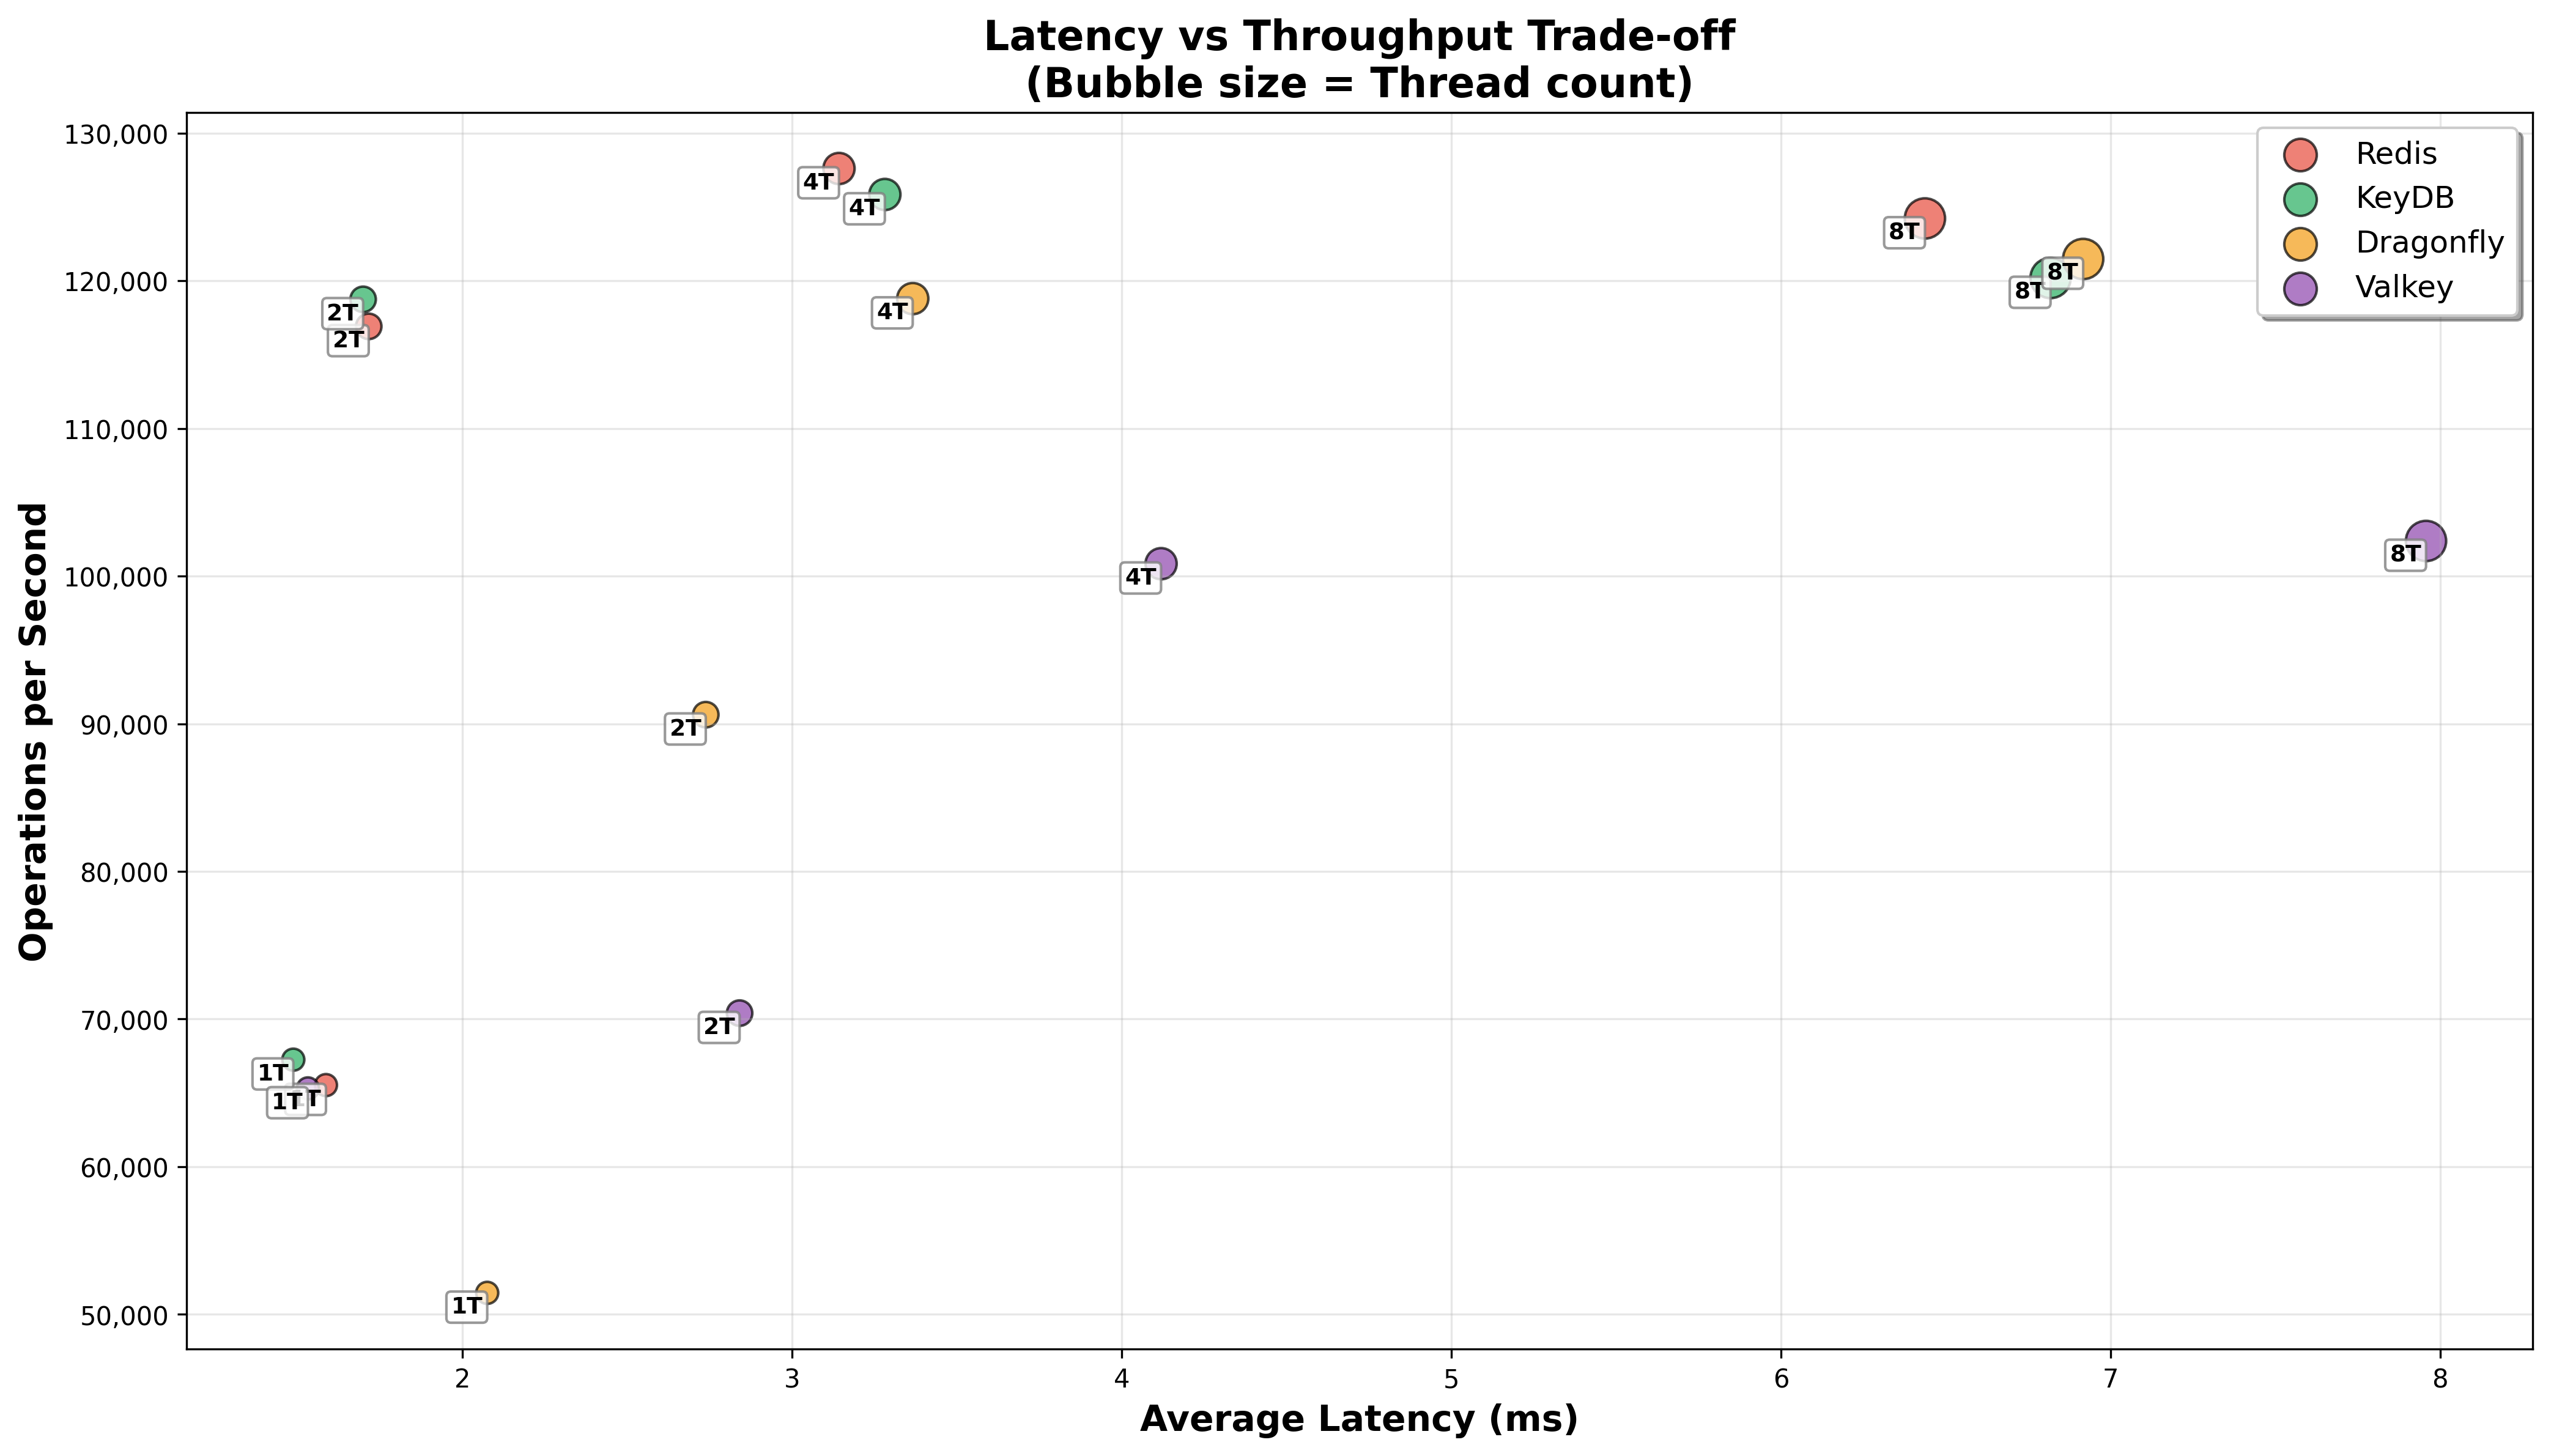 Latency vs Throughput Trade-off
(Bubble size = Thread count)
Operations per Second
130,000
120,000
110,000
100,000
90,000
80,000
70,000
60,000
50,000
4T
4T
8T
8T
8T
2T
2T
4T
4T
8T
2T
2T
1T
1T
1T
2
3
4
5
6
7
8
Average Latency (ms)
Redis
KeyDB
Dragonfly
Valkey